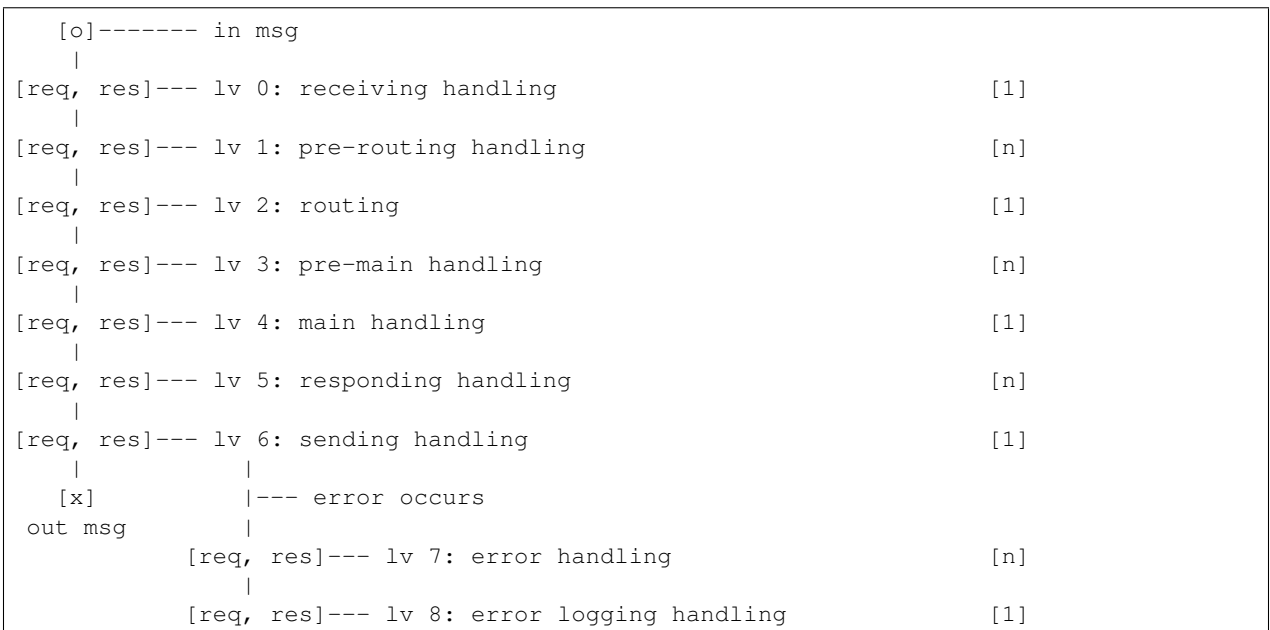 [o]------- in msg
    |
[req, res]--- lv 0: receiving handling                               [1]
    |
[req, res]--- lv 1: pre-routing handling                             [n]
    |
[req, res]--- lv 2: routing                                          [1]
    |
[req, res]--- lv 3: pre-main handling                                [n]
    |
[req, res]--- lv 4: main handling                                    [1]
    |
[req, res]--- lv 5: responding handling                              [n]
    |
[req, res]--- lv 6: sending handling                                 [1]
    |           |
   [x]          |--- error occurs
 out msg        |
            [req, res]--- lv 7: error handling                       [n]
                |
            [req, res]--- lv 8: error logging handling               [1]